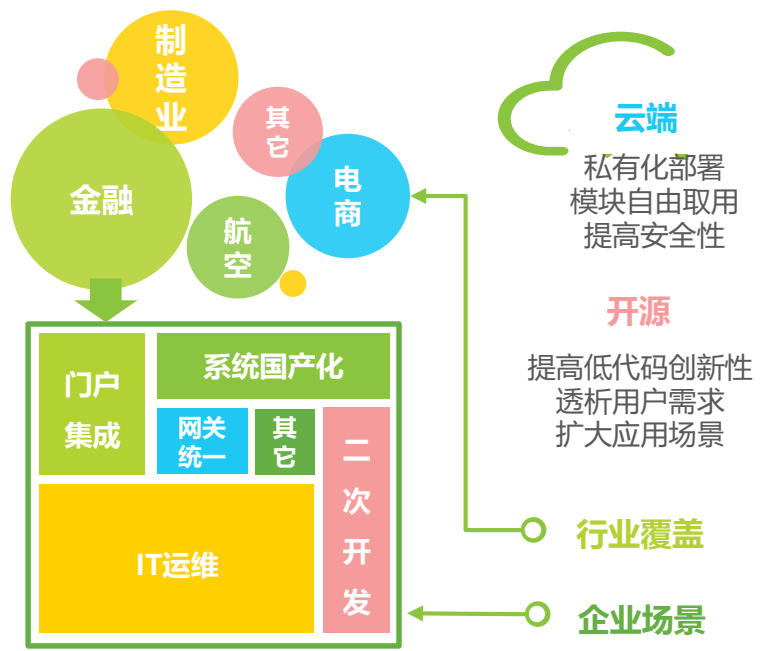 制
造
业
其
它
金融
电
商
航
空
门户
集成
系统国产化
网关
统一
其
它
二
次
开
发
IT运维
云端
私有化部署
模块自由取用
提高安全性
开源
提高低代码创新性
透析用户需求
扩大应用场景
行业覆盖
企业场景